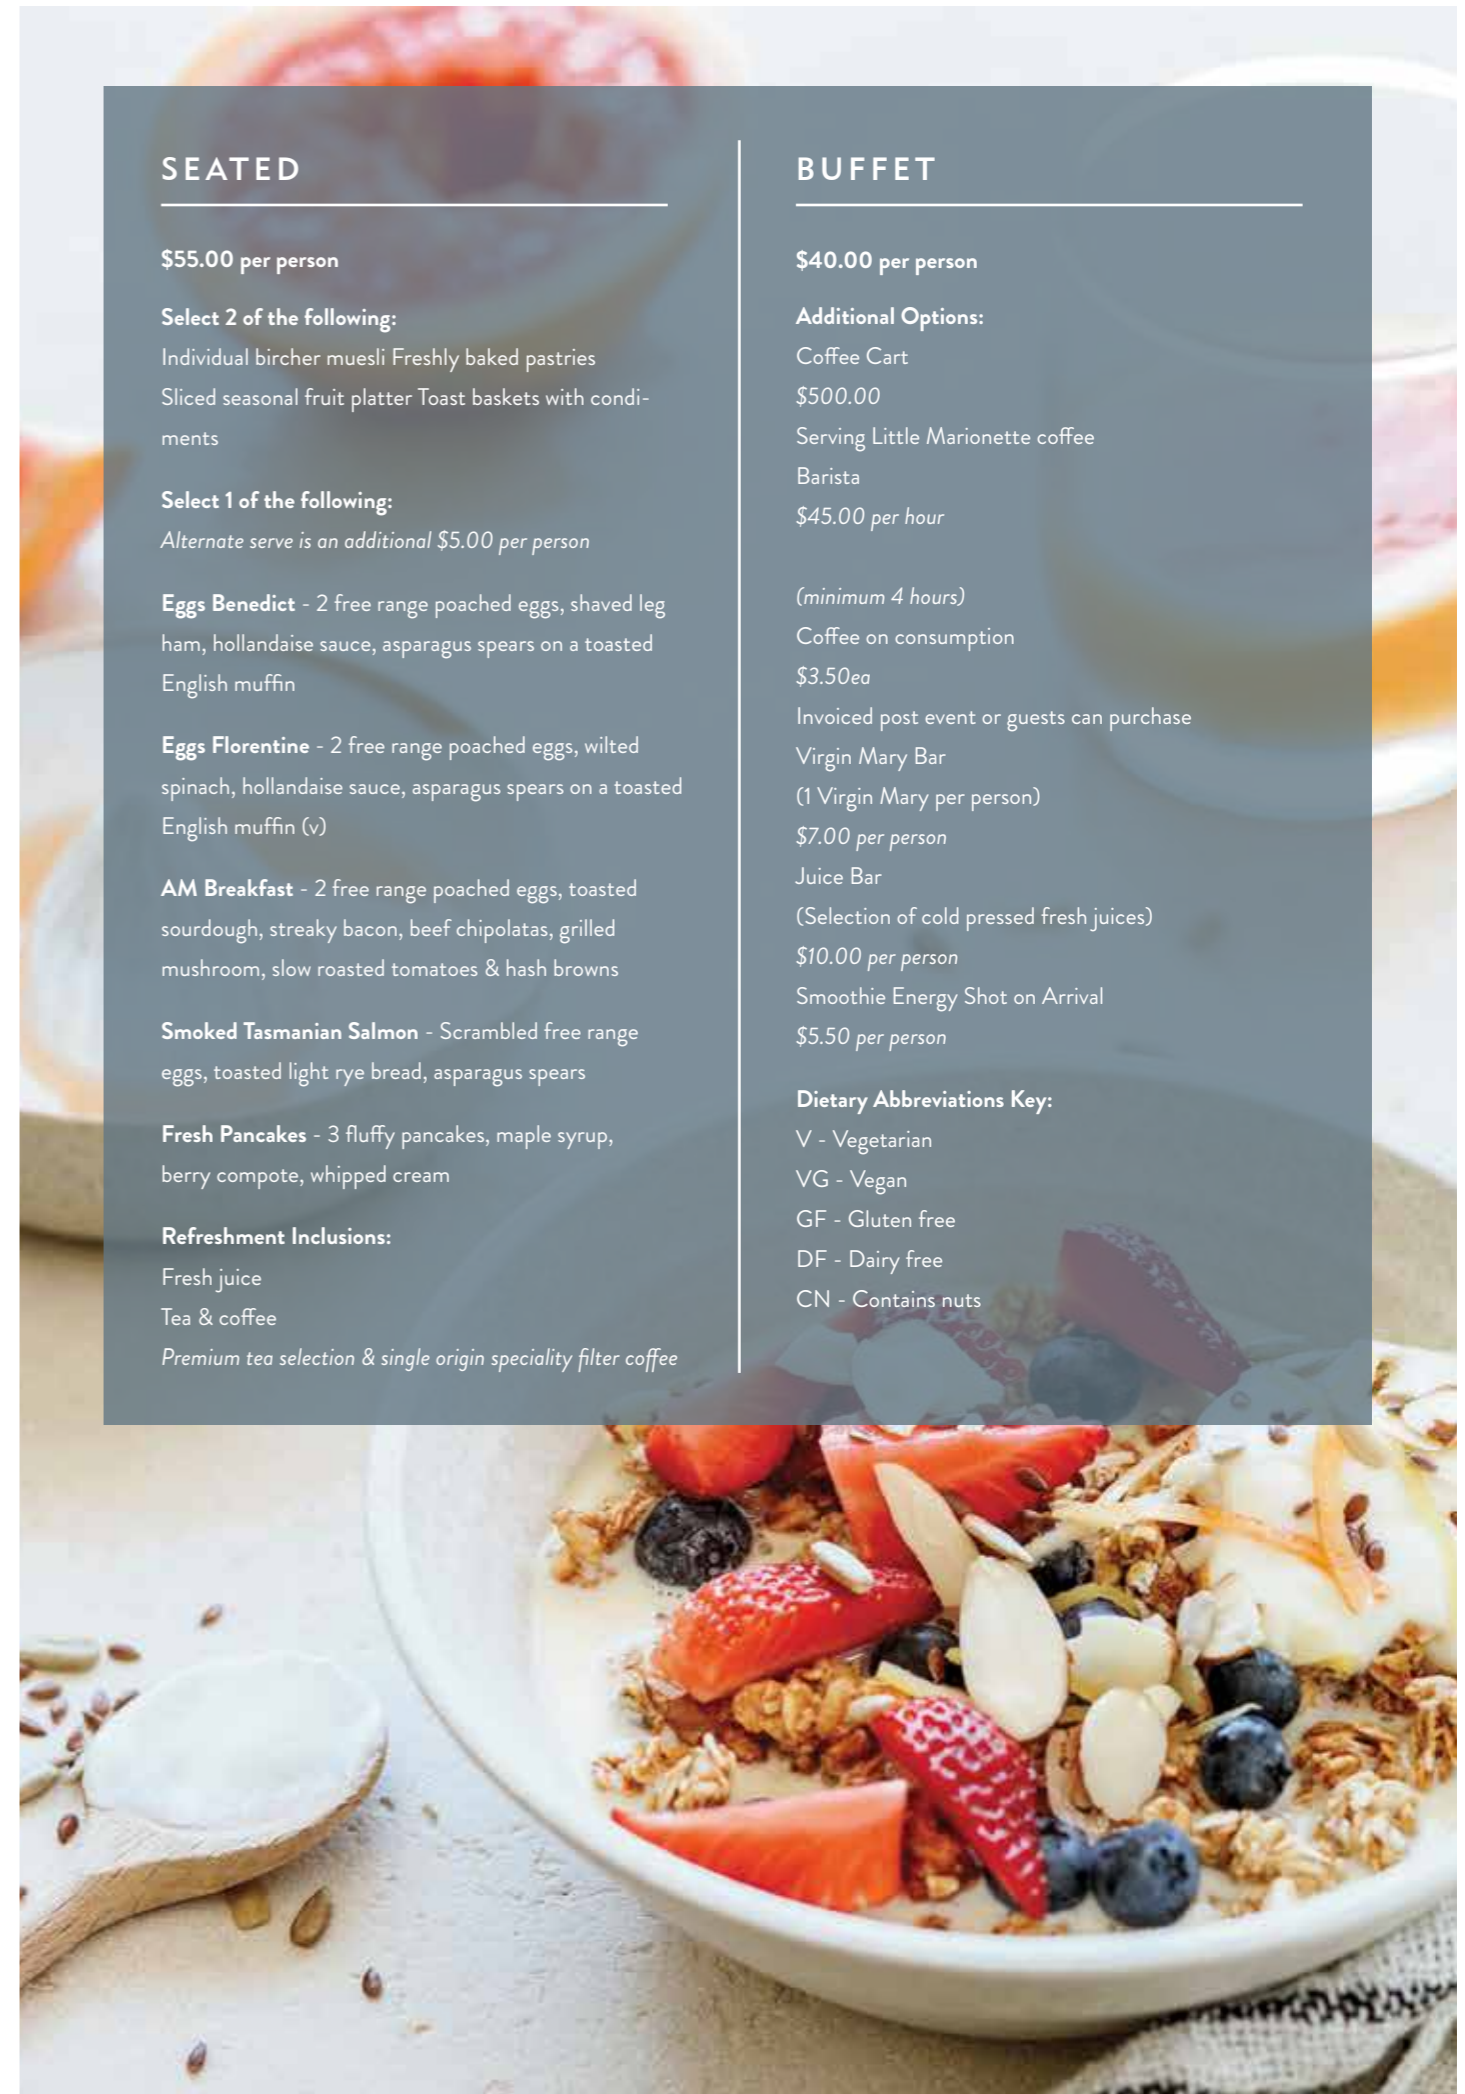 SEATED
$55.00 per person
Select 2 of the following:
Individual bircher muesli Freshly baked pastries
Sliced seasonal fruit platter Toast baskets with condi-
ments
Select 1 of the following:
Alternate serve is an additional $5.00 per person
Eggs Benedict - 2 free range poached eggs, shaved leg
ham, hollandaise sauce, asparagus spears on a toasted
English muffin
Eggs Florentine - 2 free range poached eggs, wilted
spinach, hollandaise sauce, asparagus spears on a toasted
English muffin (v)
AM Breakfast - 2 free range poached eggs, toasted
sourdough, streaky bacon, beef chipolatas, grilled
mushroom, slow roasted tomatoes & hash browns
Smoked Tasmanian Salmon - Scrambled free range
eggs, toasted light rye bread, asparagus spears
Fresh Pancakes - 3 fluffy pancakes, maple syrup,
berry compote, whipped cream
Refreshment Inclusions:
Fresh juice
Tea & coffee
Premium tea selection & single origin speciality filter coffee
BUFFET
$40.00 per person
Additional Options:
Coffee Cart
$500.00
Serving Little Marionette coffee
Barista
$45.00 per hour
(minimum 4 hours)
Coffee on consumption
$3.50ea
Invoiced post event or guests can purchase
Virgin Mary Bar
(1 Virgin Mary per person)
$7.00 per person
Juice Bar
(Selection of cold pressed fresh juices)
$10.00 per person
Smoothie Energy Shot on Arrival
$5.50 per person
Dietary Abbreviations Key:
V - Vegetarian
VG - Vegan
GF - Gluten free
DF - Dairy free
CN - Contains nuts